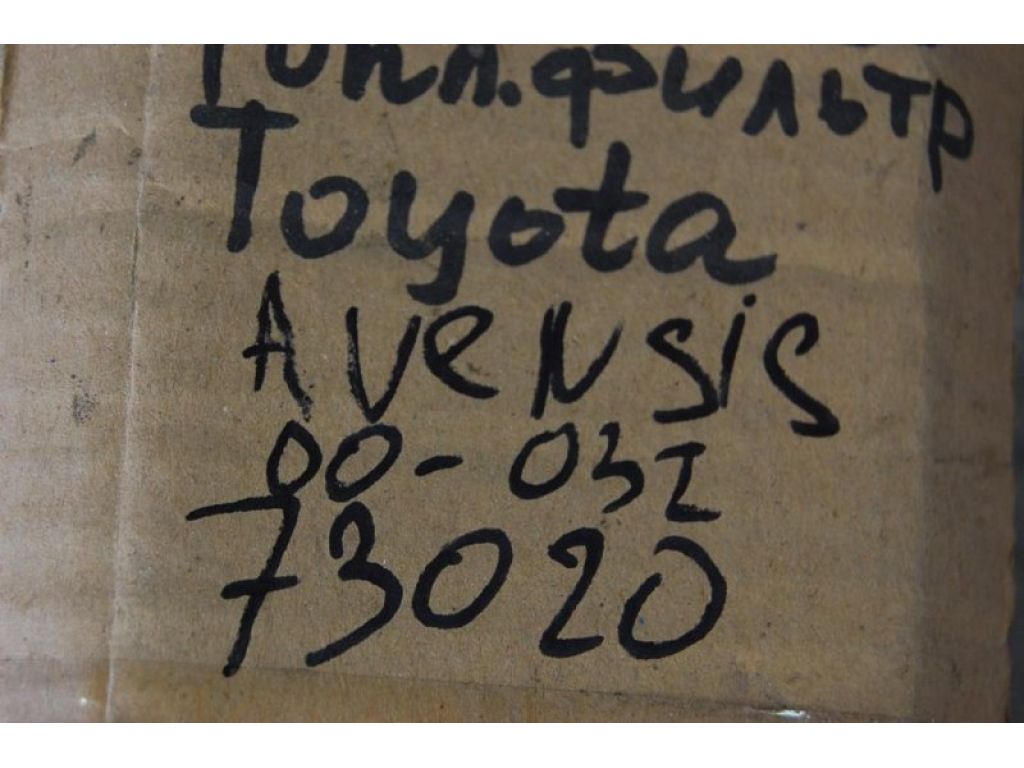 Топл.фильтр
Toyota
Avensis
00-03г
73020